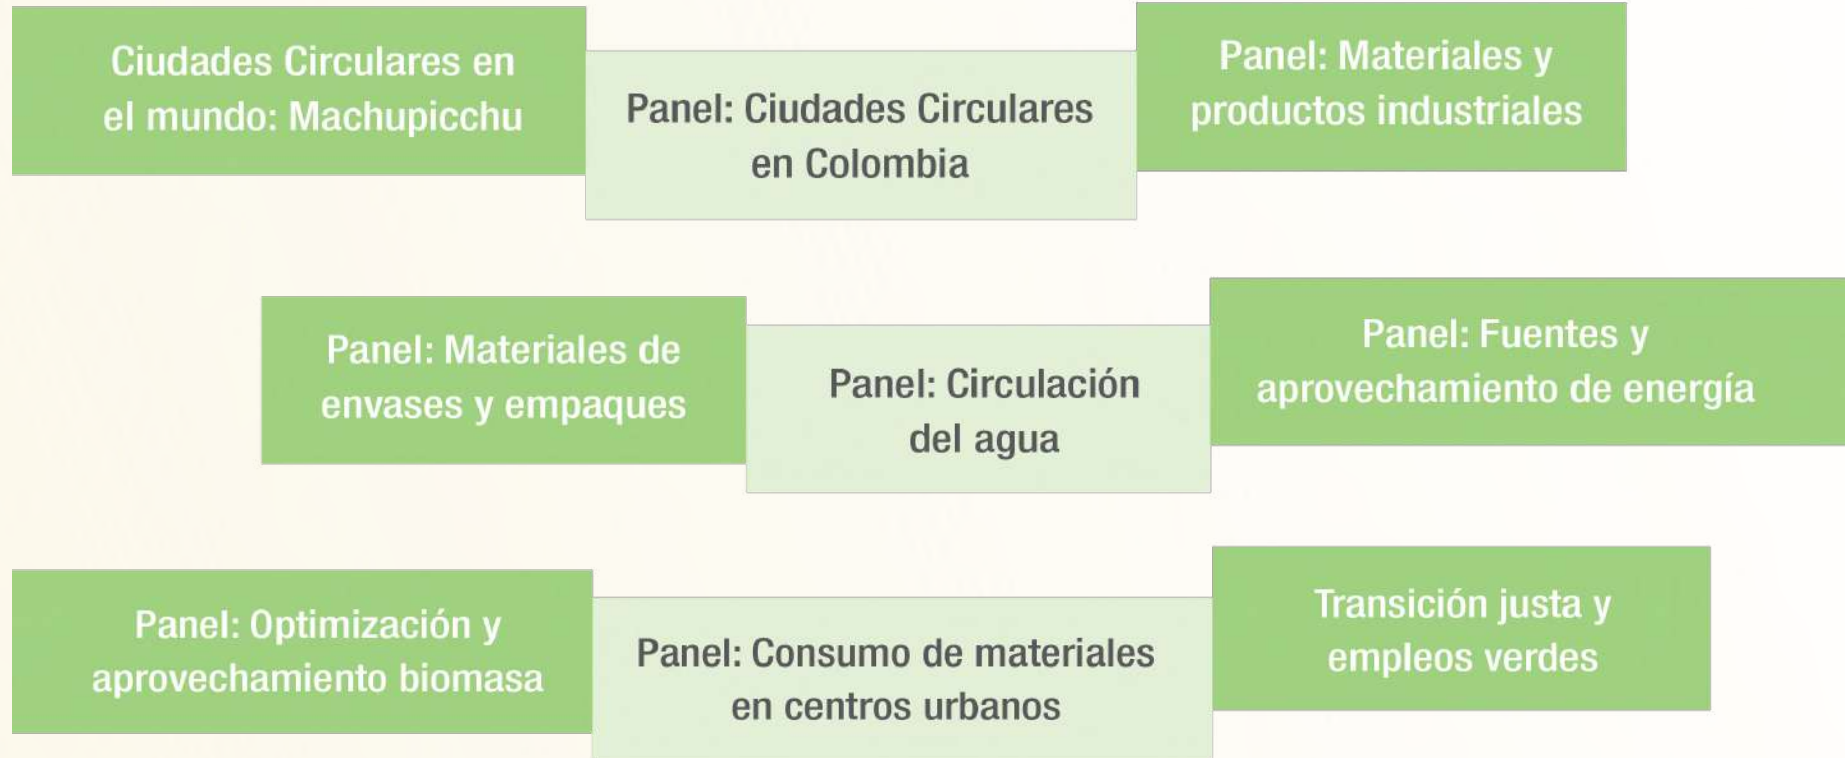 Ciudades Circulares en
el mundo: Machupicchu
Panel: Ciudades Circulares
en Colombia
Panel: Materiales y
productos industriales
Panel: Materiales de
envases y empaques
Panel: Circulación
del agua
Panel: Fuentes y
aprovechamiento de energía
Panel: Optimización y
aprovechamiento biomasa
Panel: Consumo de materiales
en centros urbanos
Transición justa y
empleos verdes